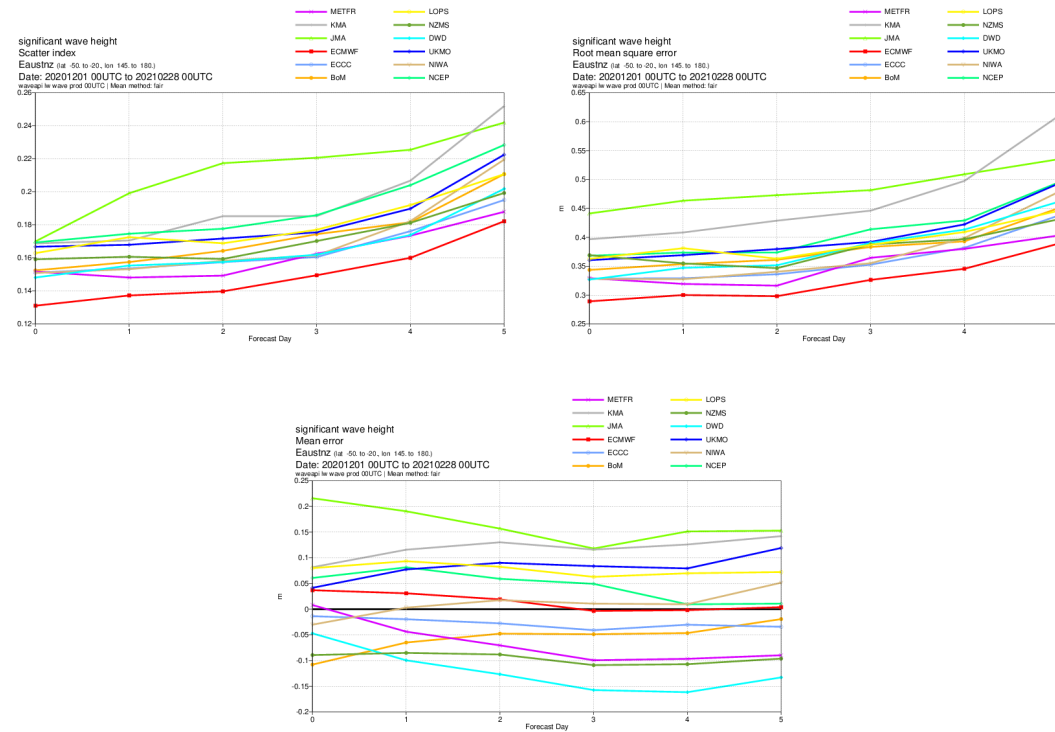 METFR LOPS
KMA NZMS
JMA DWD
ECMWF UKMO
ECCC NIWA
BoM NCEP
significant wave height
Scatter index
Eaustnz (lat -50. to -20., lon 145. to 180.)
Date: 20201201 00UTC to 20210228 00UTC
waveapi lw wave prod 00UTC | Mean method: fair
0.26
0.24
0.22
0.2
0.18
0.16
0.14
0.12
0 1 2 3 4 5
Forecast Day
METFR LOPS
KMA NZMS
JMA DWD
ECMWF UKMO
ECCC NIWA
BoM NCEP
significant wave height
Root mean square error
Eaustnz (lat -50. to -20., lon 145. to 180.)
Date: 20201201 00UTC to 20210228 00UTC
waveapi lw wave prod 00UTC | Mean method: fair
0.65
0.6
0.55
0.5
0.45
m
0.4
0.35
0.3
0.25
0 1 2 3 4
Forecast Day
METFR LOPS
KMA NZMS
JMA DWD
ECMWF UKMO
ECCC NIWA
BoM NCEP
significant wave height
Mean error
Eaustnz (lat -50. to -20., lon 145. to 180.)
Date: 20201201 00UTC to 20210228 00UTC
waveapi lw wave prod 00UTC | Mean method: fair
0.25
0.2
0.15
0.1
0.05
m
0
-0.05
-0.1
-0.15
-0.2
0 1 2 3 4 5
Forecast Day